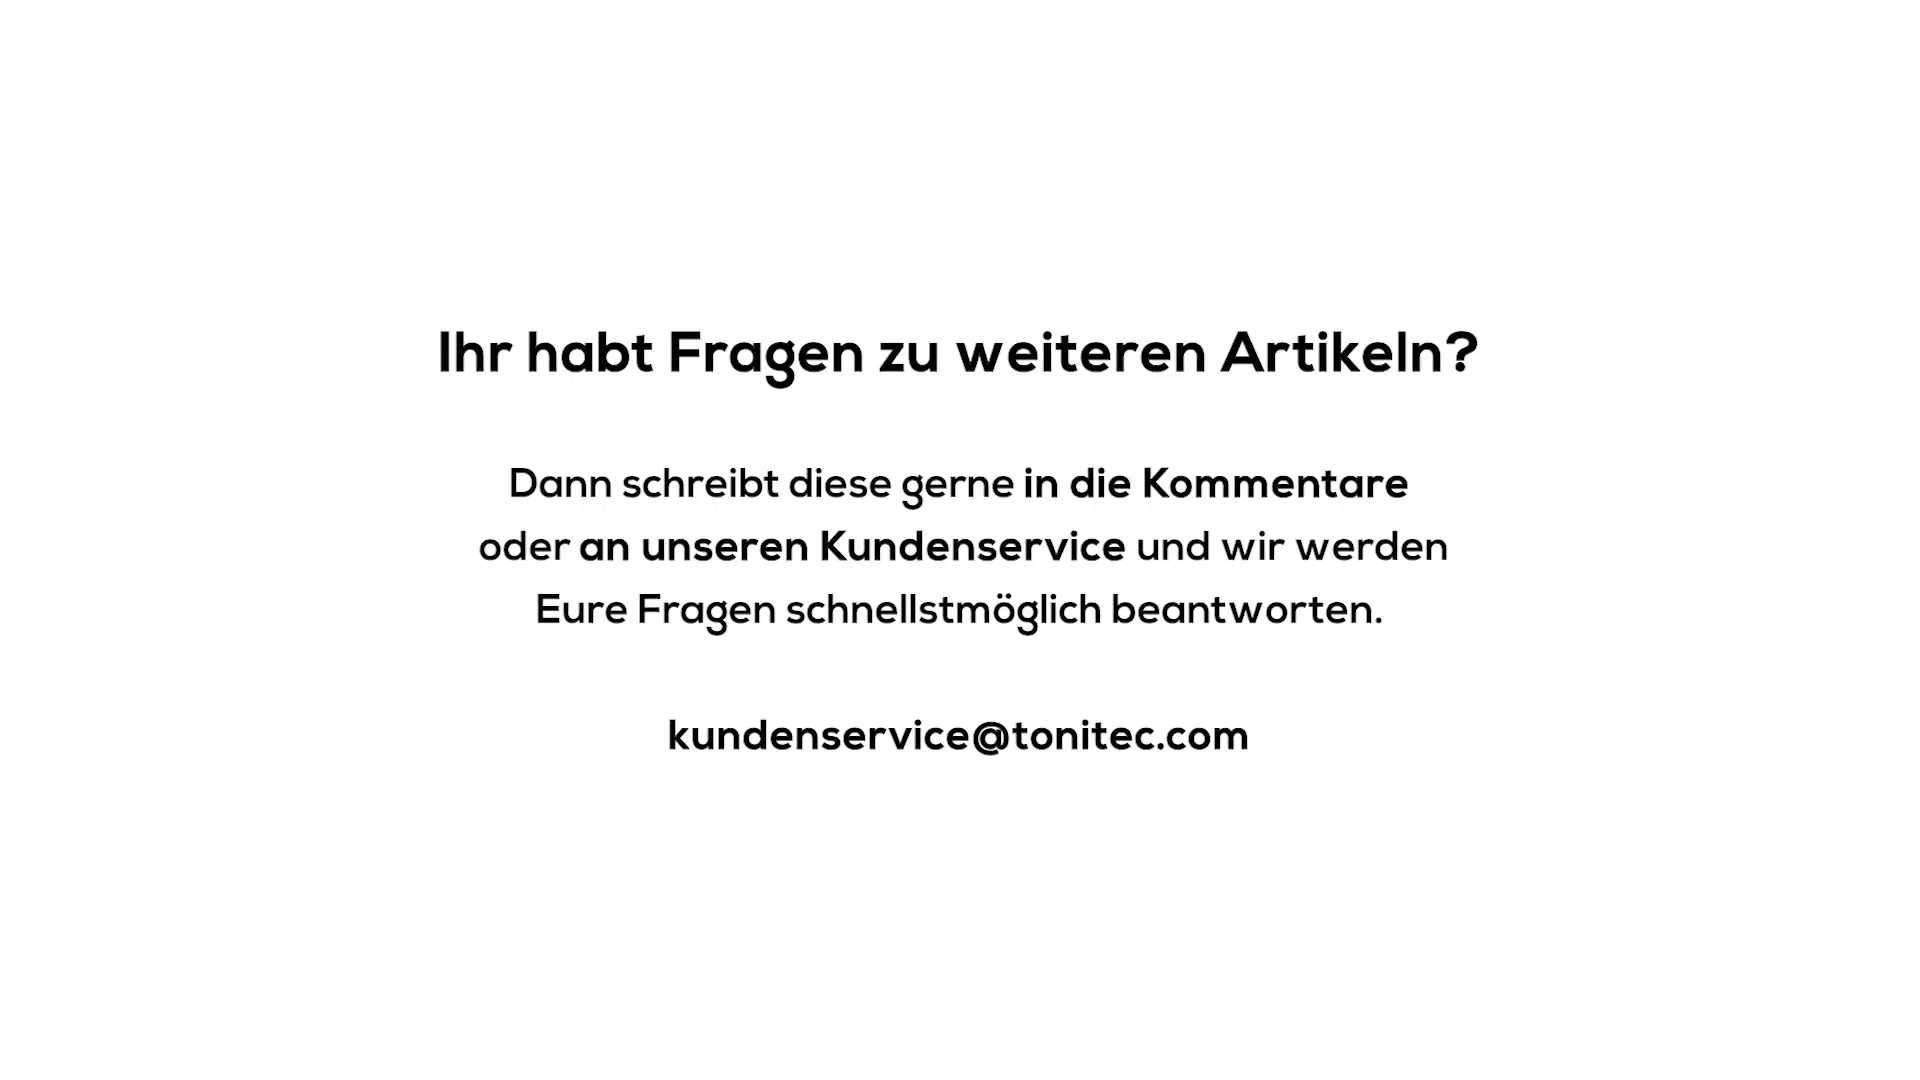 Ihr habt Fragen zu weiteren Artikeln?
Dann schreibt diese gerne in die Kommentare
oder an unseren Kundenservice und wir werden
Eure Fragen schnellstmöglich beantworten.
kundenservice@tonitec.com